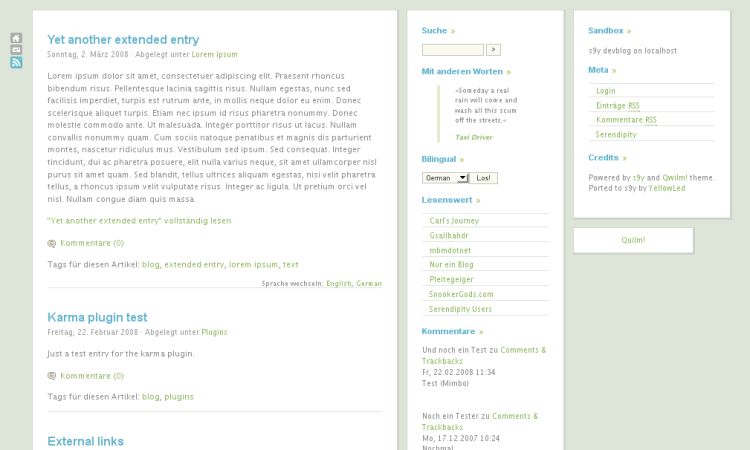 Yet another extended entry
Sonntag, 2. März 2008 · Abgelegt unter Lorem ipsum
Lorem ipsum dolor sit amet, consectetuer adipiscing elit. Praesent rhoncus
bibendum risus. Pellentesque lacinia sagittis risus. Nullam egestas, nunc sed
facilisis imperdiet, turpis est rutrum ante, in mollis neque dolor eu enim. Donec
scelerisque aliquet turpis. Etiam nec ipsum id risus pharetra nonummy. Donec
molestie commodo ante. Ut malesuada. Integer porttitor risus ut lacus. Nullam
convallis nonummy quam. Cum sociis natoque penatibus et magnis dis parturient
montes, nascetur ridiculus mus. Vestibulum sed ipsum. Sed consequat. Integer
tincidunt, dui ac pharetra posuere, elit nulla varius neque, sit amet ullamcorper nisl
purus sit amet quam. Sed blandit, tellus ultrices aliquam egestas, nisi velit pharetra
tellus, a rhoncus ipsum velit vulputate risus. Integer ac ligula. Ut pretium orci vel
nisl. Nullam congue diam quis massa.
"Yet another extended entry" vollständig lesen
Kommentare (0)
Tags für diesen Artikel: blog, extended entry, lorem ipsum, text
Sprache wechseln: English, German
Karma plugin test
Freitag, 22. Februar 2008 · Abgelegt unter Plugins
Just a test entry for the karma plugin.
Kommentare (0)
Tags für diesen Artikel: blog, plugins
External links
Suche »
>
Mit anderen Worten »
»Someday a real
rain will come and
wash all this scum
off the streets.«
Taxi Driver
Bilingual »
German Los!
Lesenswert »
Carl's Journey
Gsallbahdr
mbmdotnet
Nur ein Blog
Pleitegeiger
SnookerGods.com
Serendipity Users
Kommentare »
Und noch ein Test zu Comments &
Trackbacks
Fr, 22.02.2008 11:34
Test (Mimbo)
Noch ein Tester zu Comments &
Trackbacks
Mo, 17.12.2007 10:24
Nochmal
Sandbox »
s9y devblog on localhost
Meta »
Login
Einträge RSS
Kommentare RSS
Serendipity
Credits »
Powered by s9y and Qwilm! theme.
Ported to s9y by YellowLed
Quilm!